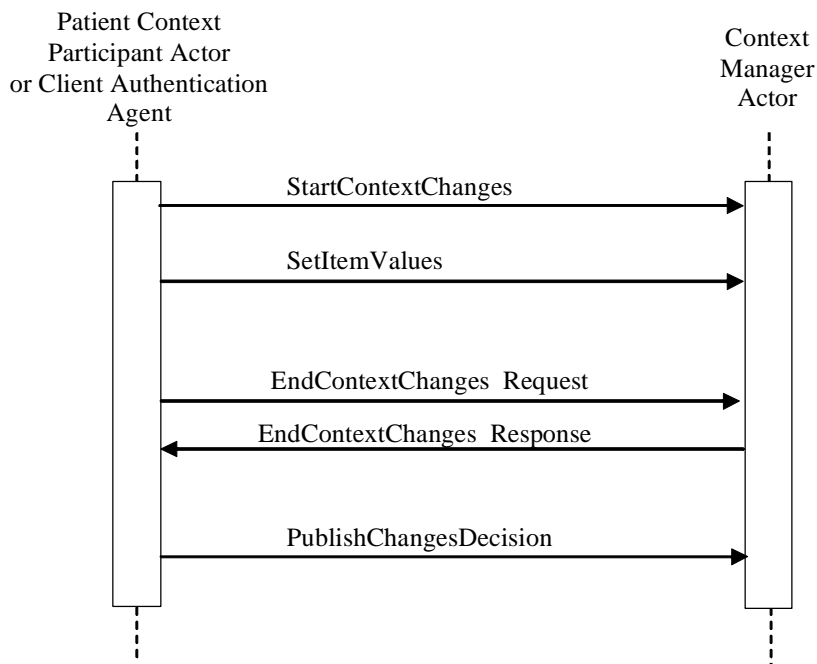 Patient Context
Participant Actor
or Client Authentication
Agent
Context
Manager
Actor
StartContextChanges
SetItemValues
EndContextChanges Request
EndContextChanges Response
PublishChangesDecision